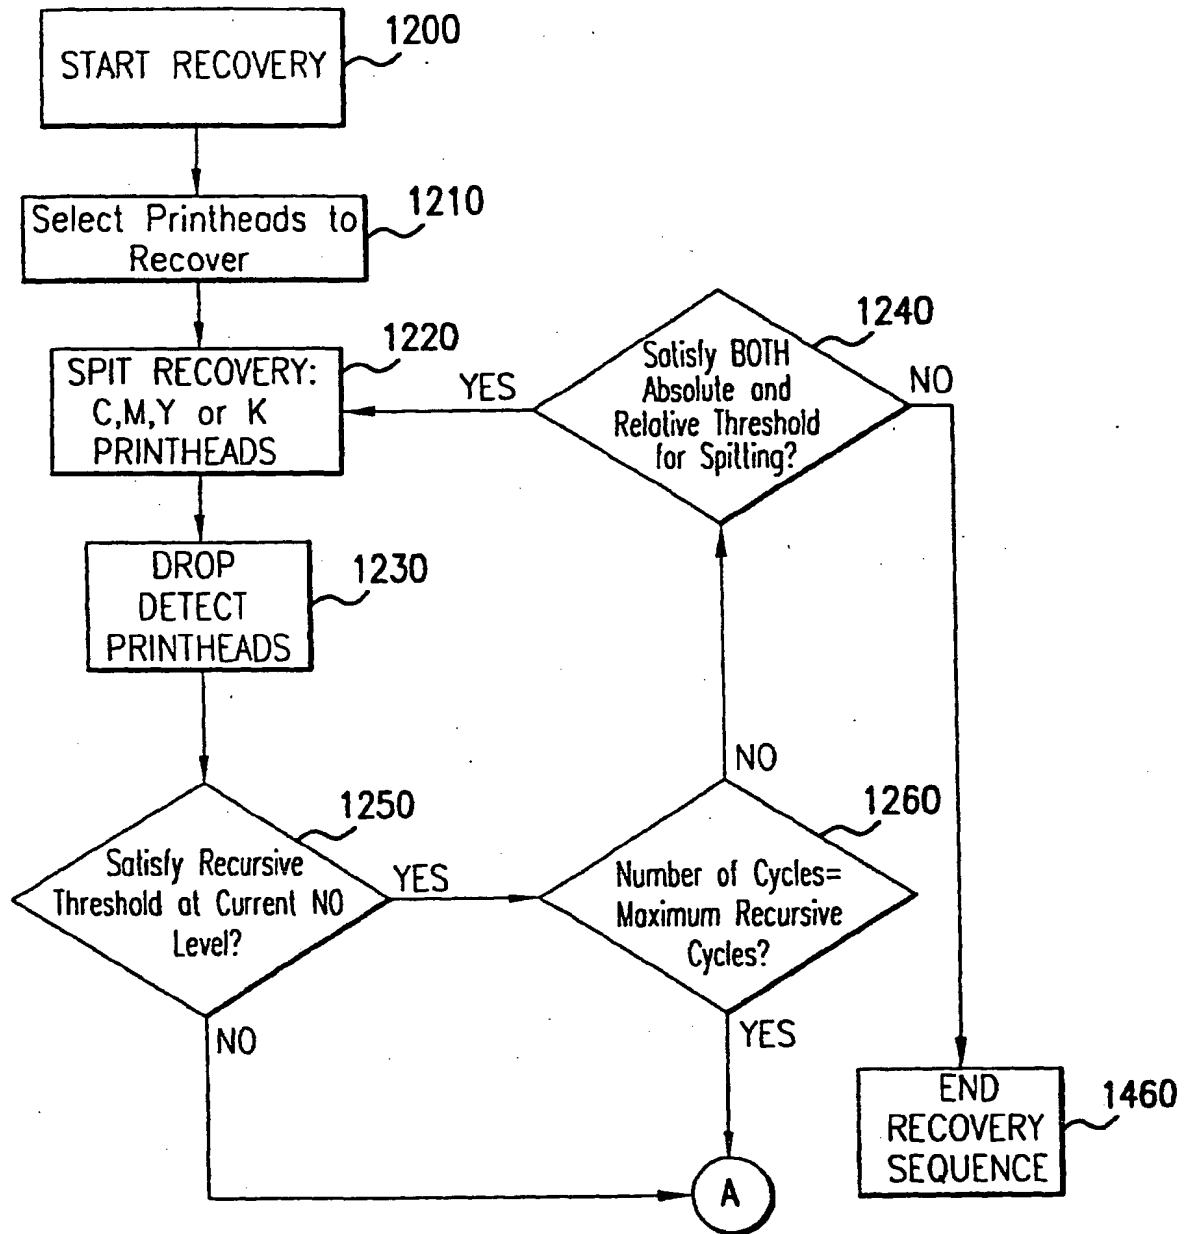 START RECOVERY
1200
Select Printheads to
Recover
1210
SPIT RECOVERY:
C,M,Y or K
PRINTHEADS
1220
YES
Satisfy BOTH
Absolute and
Relative Threshold
for Spitting?
1240
NO
DROP
DETECT
PRINTHEADS
1230
Satisfy Recursive
Threshold at Current NO
Level?
1250
YES
NO
NO
Number of Cycles=
Maximum Recursive
Cycles?
1260
YES
A
END
RECOVERY
SEQUENCE
1460